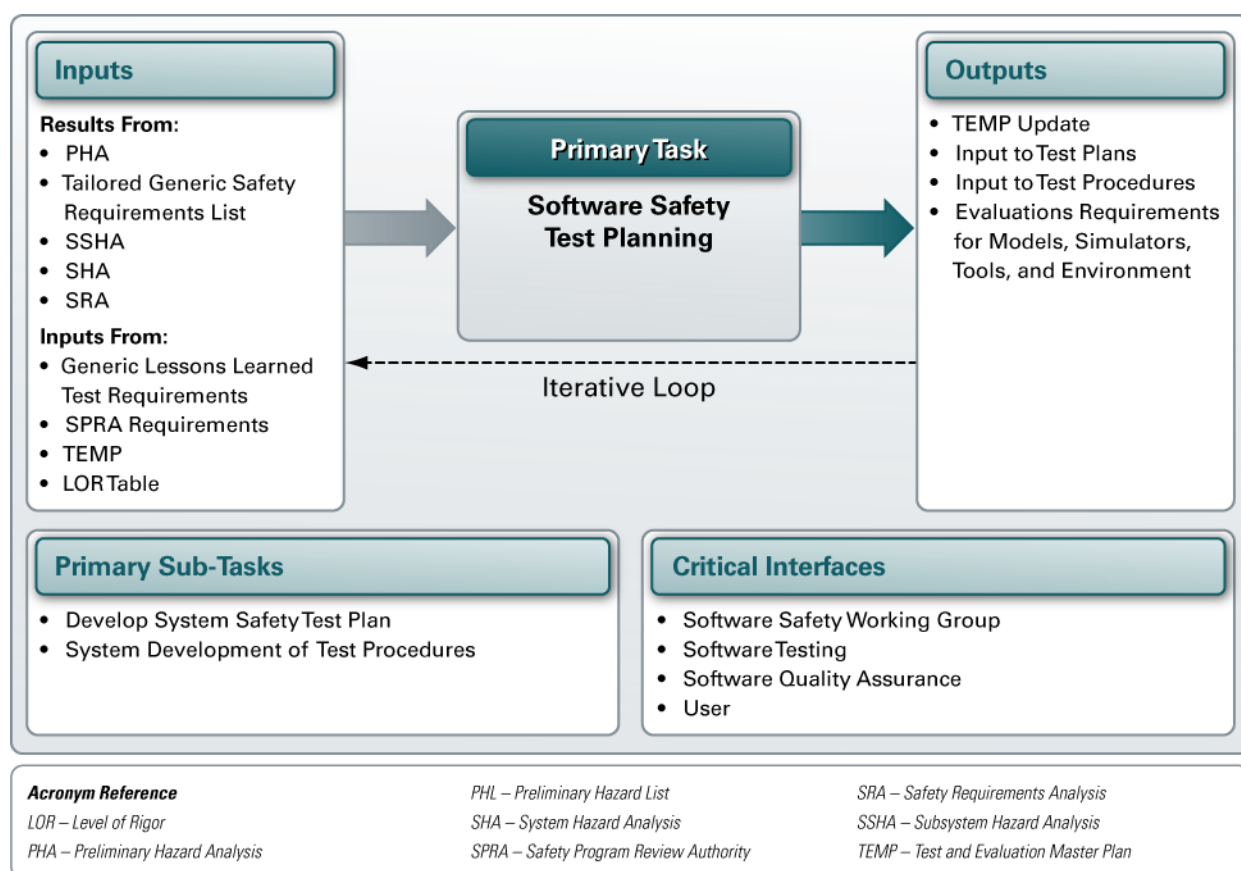 Inputs
Results From:
• PHA
• Tailored Generic Safety
Requirements List
• SSHA
• SHA
• SRA
Inputs From:
• Generic Lessons Learned
Test Requirements
• SPRA Requirements
• TEMP
• LOR Table
Primary Task
Software Safety
Test Planning
Iterative Loop
Outputs
• TEMP Update
• Input to Test Plans
• Input to Test Procedures
• Evaluations Requirements
for Models, Simulators,
Tools, and Environment
Primary Sub-Tasks
• Develop System Safety Test Plan
• System Development of Test Procedures
Critical Interfaces
• Software Safety Working Group
• Software Testing
• Software Quality Assurance
• User
Acronym Reference
LOR – Level of Rigor
PHA – Preliminary Hazard Analysis
PHL – Preliminary Hazard List
SHA – System Hazard Analysis
SPRA – Safety Program Review Authority
SRA – Safety Requirements Analysis
SSHA – Subsystem Hazard Analysis
TEMP – Test and Evaluation Master Plan